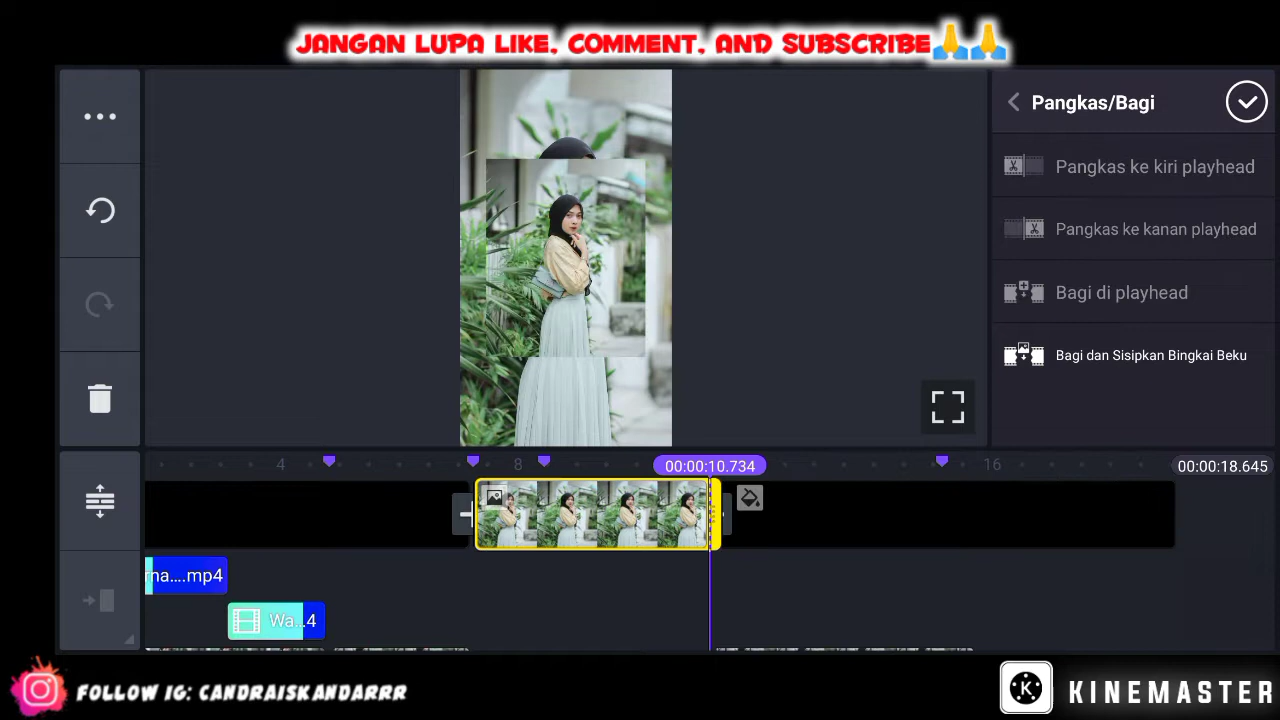 JANGAN LUPA LIKE, COMMENT, AND SUBSCRIBE🙏🙏
Pangkas/Bagi
Pangkas ke kiri playhead
Pangkas ke kanan playhead
Bagi di playhead
Bagi dan Sisipkan Bingkai Beku
4
8
00:00:10.734
16
00:00:18.645
rna....mp4
Wa...4
FOLLOW IG: CANDRAISKANDARRR
K
KINEMASTER